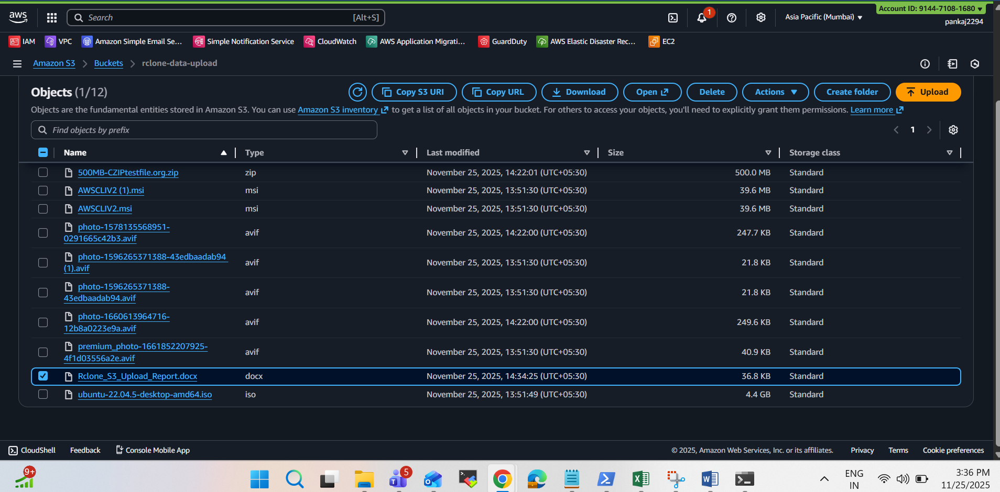 aws
Search [Alt+S]
1
Asia Pacific (Mumbai)
Account ID: 9144-7108-1680
pankaj2294
IAM VPC Amazon Simple Email Se... Simple Notification Service CloudWatch AWS Application Migrati... GuardDuty AWS Elastic Disaster Rec... EC2
Amazon S3 Buckets rclone-data-upload
Objects (1/12) Copy S3 URI Copy URL Download Open Delete Actions Create folder Upload
Objects are the fundamental entities stored in Amazon S3. You can use Amazon S3 inventory to get a list of all objects in your bucket. For others to access your objects, you'll need to explicitly grant them permissions. Learn more
Find objects by prefix 1
Name Type Last modified Size Storage class
500MB-CZIPtestfile.org.zip zip November 25, 2025, 14:22:01 (UTC+05:30) 500.0 MB Standard
AWSCLIV2 (1).msi msi November 25, 2025, 13:51:30 (UTC+05:30) 39.6 MB Standard
AWSCLIV2.msi msi November 25, 2025, 13:51:30 (UTC+05:30) 39.6 MB Standard
photo-1578135568951-
0291665c42b3.avif avif November 25, 2025, 14:22:00 (UTC+05:30) 247.7 KB Standard
photo-1596265371388-43edbaadab94
(1).avif avif November 25, 2025, 13:51:30 (UTC+05:30) 21.8 KB Standard
photo-1596265371388-
43edbaadab94.avif avif November 25, 2025, 13:51:30 (UTC+05:30) 21.8 KB Standard
photo-1660613964716-
12b8a0223e9a.avif avif November 25, 2025, 14:22:00 (UTC+05:30) 249.6 KB Standard
premium_photo-1661852207925-
4f1d03556a2e.avif avif November 25, 2025, 13:51:30 (UTC+05:30) 40.9 KB Standard
Rclone_S3_Upload_Report.docx docx November 25, 2025, 14:34:25 (UTC+05:30) 36.8 KB Standard
ubuntu-22.04.5-desktop-amd64.iso iso November 25, 2025, 13:51:49 (UTC+05:30) 4.4 GB Standard
CloudShell Feedback Console Mobile App © 2025, Amazon Web Services, Inc. or its affiliates. Privacy Terms Cookie preferences
9+ 5 ENG 3:36 PM
IN 11/25/2025